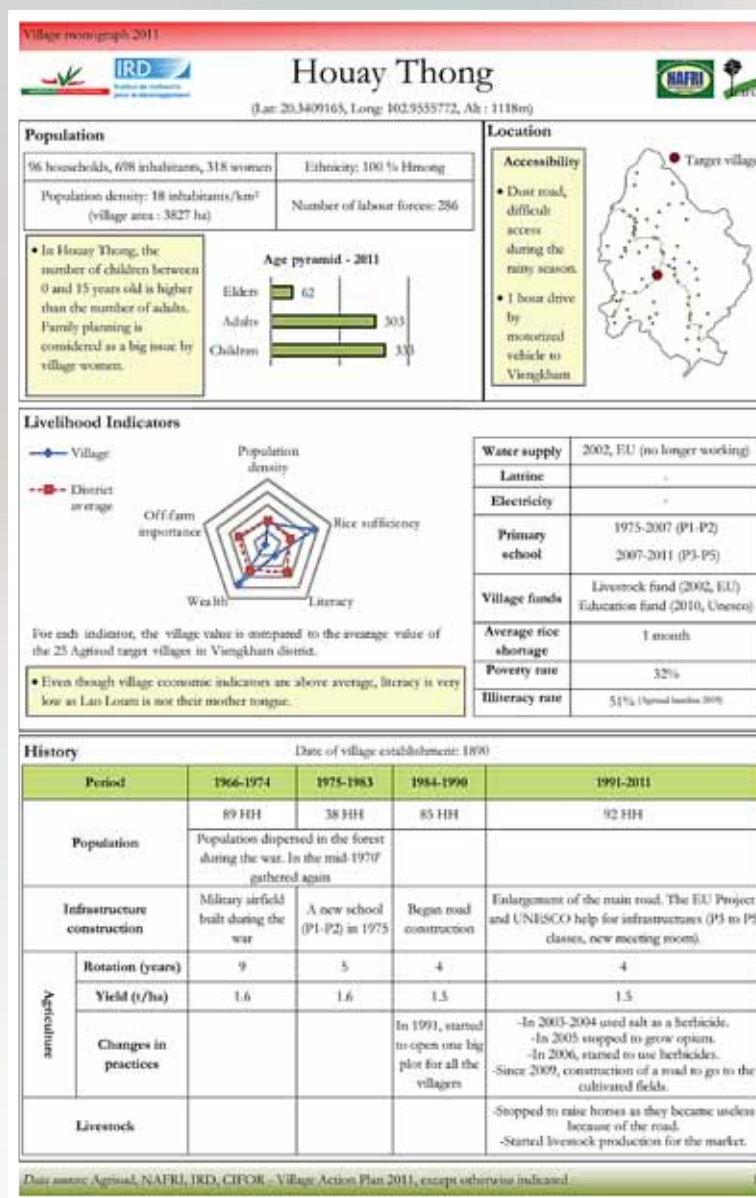 Village monograph 2011
IRD
Houay Thong
NAFRI
(Lat: 20.3409165, Long: 102.9555772, Alt : 1118m)
Population
96 households, 698 inhabitants, 318 women
Ethnicity: 100 % Hmong
Population density: 18 inhabitants/km²
(village area : 3827 ha)
Number of labour forces: 286
• In Houay Thong, the
number of children between
0 and 15 years old is higher
than the number of adults.
Family planning is
considered as a big issue by
village women.
Age pyramid - 2011
Elders 62
Adults 303
Children 333
Location
Accessibility
• Dust road,
difficult
access
during the
rainy season.
• 1 hour drive
by
motorized
vehicle to
Viengkham
Target village
Livelihood Indicators
Village
District
average
Population
density
Rice sufficiency
Literacy
Wealth
Off-farm
importance
For each indicator, the village value is compared to the average value of
the 25 Agrisud target villages in Viengkham district.
• Even though village economic indicators are above average, literacy is very
low as Lao Loum is not their mother tongue.
Water supply 2002, EU (no longer working)
Latrine -
Electricity -
Primary
school
1975-2007 (P1-P2)
2007-2011 (P3-P5)
Village funds
Livestock fund (2002, EU)
Education fund (2010, Unesco)
Average rice
shortage
1 month
Poverty rate 32%
Illiteracy rate 51% (Agrisud baseline 2009)
History
Date of village establishment: 1890
Period 1966-1974 1975-1983 1984-1990 1991-2011
Population
89 HH 38 HH 85 HH 92 HH
Population dispersed in the forest
during the war. In the mid-1970'
gathered again
Infrastructure
construction
Military airfield
built during the
war
A new school
(P1-P2) in 1975
Began road
construction
Enlargement of the main road. The EU Project
and UNESCO help for infrastructures (P3 to P5
classes, new meeting room).
Agriculture
Rotation (years) 9 5 4 4
Yield (t/ha) 1.6 1.6 1.5 1.5
Changes in
practices
In 1991, started
to open one big
plot for all the
villagers
-In 2003-2004 used salt as a herbicide.
-In 2005 stopped to grow opium.
-In 2006, started to use herbicides.
-Since 2009, construction of a road to go to the
cultivated fields.
Livestock
-Stopped to raise horses as they became useless
because of the road.
-Started livestock production for the market.
Data source: Agrisud, NAFRI, IRD, CIFOR - Village Action Plan 2011, except otherwise indicated